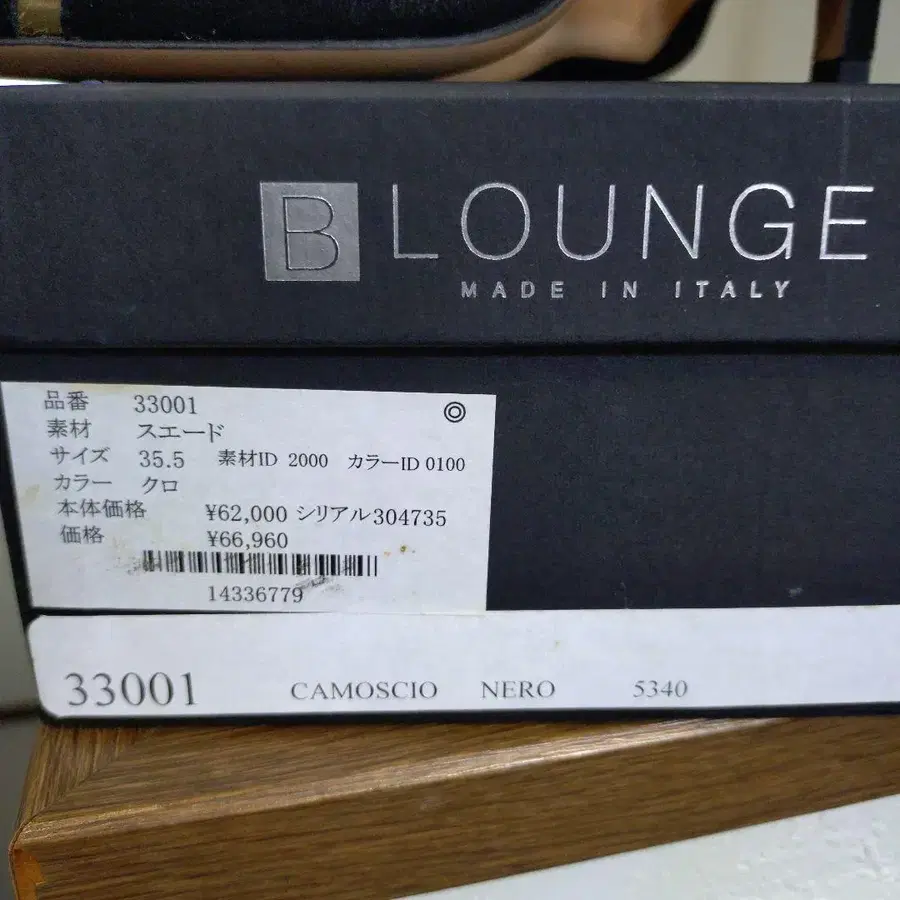 B LOUNGE
MADE IN ITALY
品番 33001 ◎
素材 スエード
サイズ 35.5 素材ID 2000 カラーID 0100
カラー クロ
本体価格 ¥62,000 シリアル304735
価格 ¥66,960
14336779
33001 CAMOSCIO NERO 5340